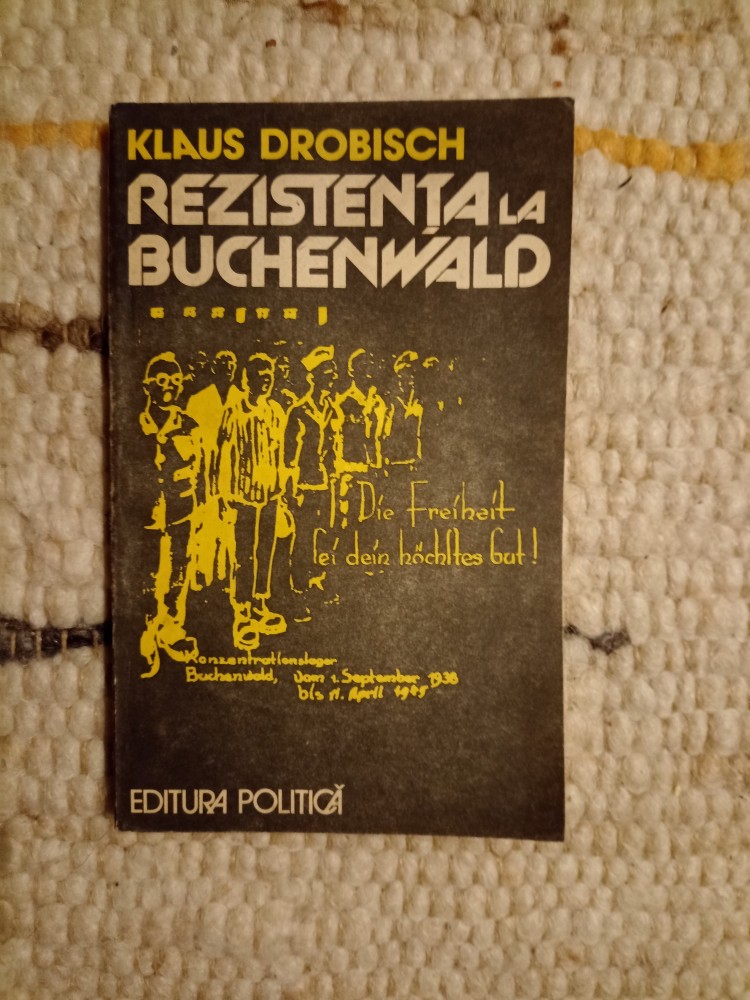 KLAUS DROBISCH
REZISTENȚA LA
BUCHENWALD
Die Freiheit
sei dein höchstes Gut!
Konzentrationslager
Buchenwald, vom 1. September 1938
bis 11. April 1945
EDITURA POLITICĂ